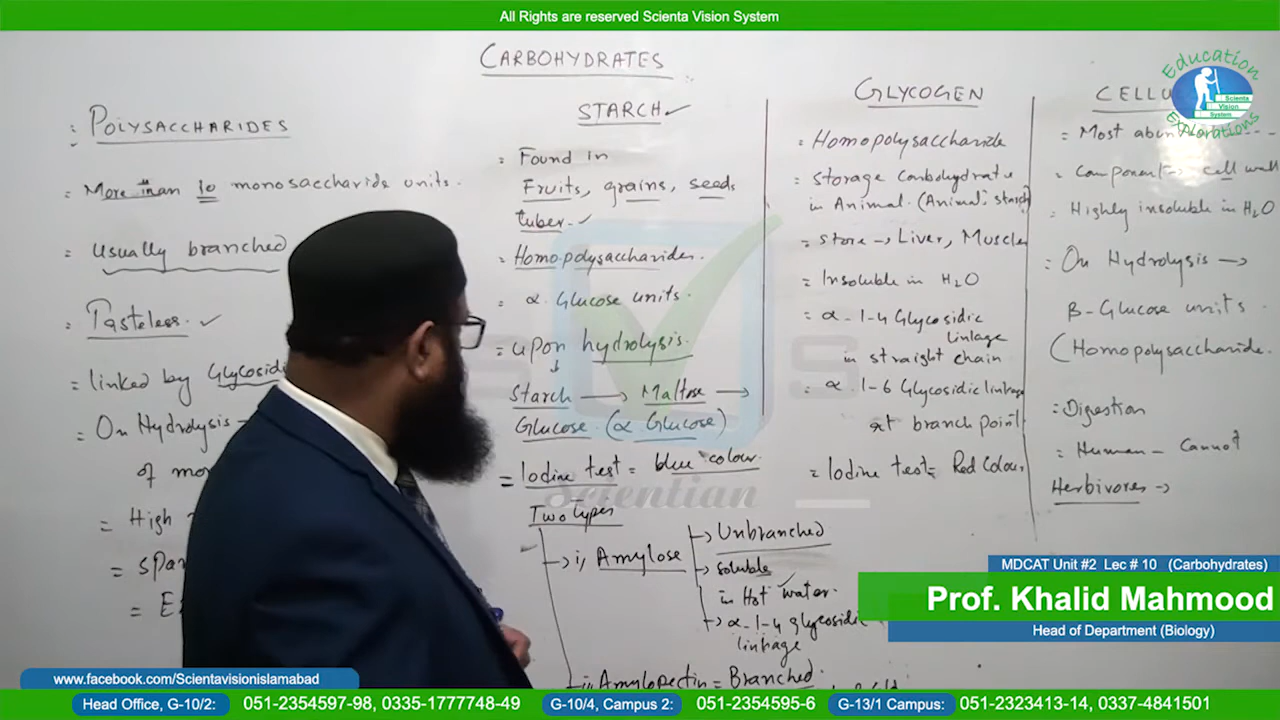 All Rights are reserved Scienta Vision System
CARBOHYDRATES
: POLYSACCHARIDES
= More than 10 monosaccharide units.
= usually branched
= Tasteless
= linked by Glycosidi
= On Hydrolysis
of mo
= High
= spar
STARCH
= Found in
Fruits, grains, seeds
tuber.
= Homopolysaccharides.
= α. Glucose units.
= upon hydrolysis.
Starch → Maltose →
Glucose. (α Glucose)
= Iodine test = blue colour.
Two Types
→ i, Amylose
→ Unbranched
→ soluble
in Hot water.
→ α-1-4 glycosidic
linkage
ii Amylopectin = Branched.
GLYCOGEN
= Homopolysaccharide
= storage Carbohydrate
in Animal. (Animal starch)
= store → Liver, Muscles
= Insoluble in H2O
= α-1-4 Glycosidic
linkage
in straight chain
= α. 1-6 Glycosidic linkage
at branch point
= Iodine test= Red Colour
CELLU
= Most abun
= Component → cell wall
= Highly insoluble in H2O
= On Hydrolysis →
β-Glucose units
(Homopolysaccharide.
= Digestion
= Human - Cannot
Herbivores →
Education
Scienta
Vision
System
EXplorations
S S
Scientian
MDCAT Unit #2 Lec # 10 (Carbohydrates)
Prof. Khalid Mahmood
Head of Department (Biology)
www.facebook.com/Scientavisionislamabad
Head Office, G-10/2: 051-2354597-98, 0335-1777748-49 G-10/4, Campus 2: 051-2354595-6 G-13/1 Campus: 051-2323413-14, 0337-4841501